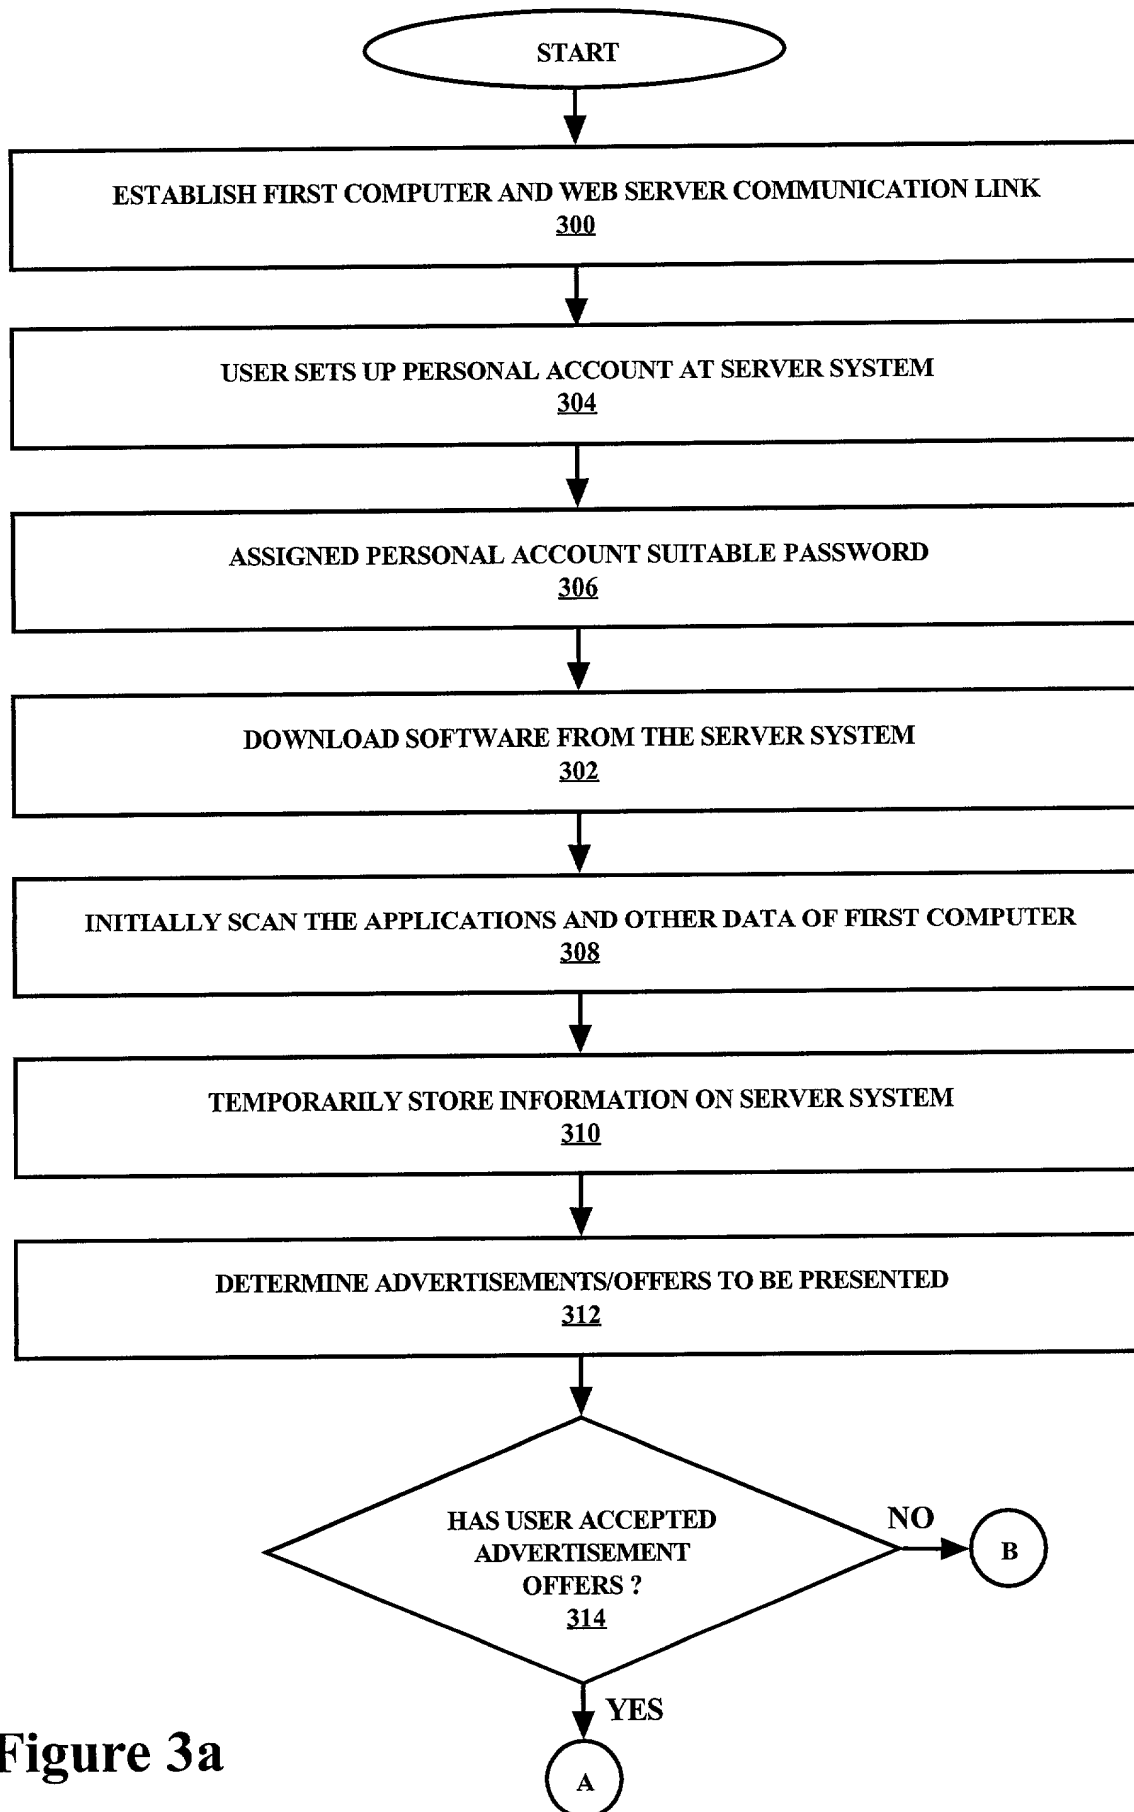 START
ESTABLISH FIRST COMPUTER AND WEB SERVER COMMUNICATION LINK
300
USER SETS UP PERSONAL ACCOUNT AT SERVER SYSTEM
304
ASSIGNED PERSONAL ACCOUNT SUITABLE PASSWORD
306
DOWNLOAD SOFTWARE FROM THE SERVER SYSTEM
302
INITIALLY SCAN THE APPLICATIONS AND OTHER DATA OF FIRST COMPUTER
308
TEMPORARILY STORE INFORMATION ON SERVER SYSTEM
310
DETERMINE ADVERTISEMENTS/OFFERS TO BE PRESENTED
312
HAS USER ACCEPTED
ADVERTISEMENT
OFFERS ?
314
NO
B
YES
A
Figure 3a